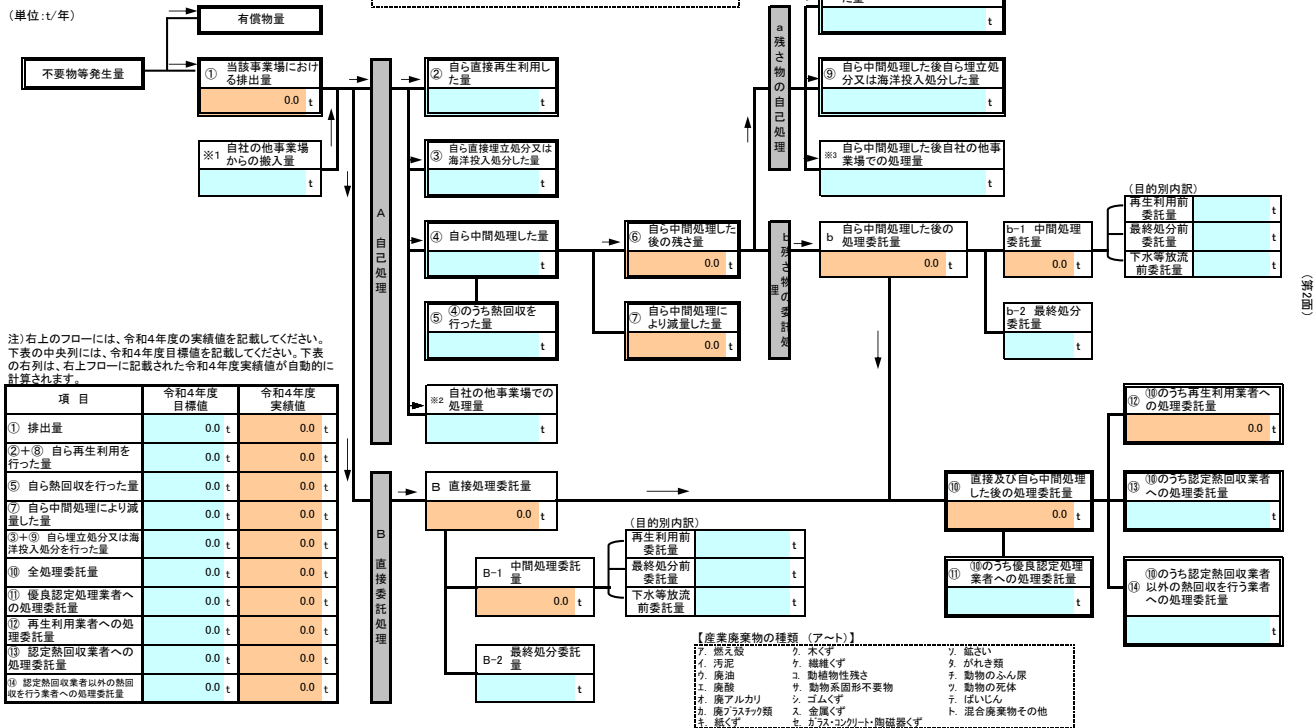 (単位:t/年)
有償物量
不要物等発生量
① 当該事業場におけ
る排出量
0.0 t
※1 自社の他事業場
からの搬入量
t
A 自己処理
② 自ら直接再生利用し
た量
t
③ 自ら直接埋立処分又は
海洋投入処分した量
t
④ 自ら中間処理した量
t
⑤ ④のうち熱回収を
行った量
t
※2 自社の他事業場での
処理量
t
⑥ 自ら中間処理した
後の残さ量
0.0 t
⑦ 自ら中間処理に
より減量した量
0.0 t
a 残さ物の自己処理
t
⑨ 自ら中間処理した後自ら埋立処
分又は海洋投入処分した量
t
※3 自ら中間処理した後自社の他事
業場での処理量
t
b 残さ物の委託処理
b 自ら中間処理した後の
処理委託量
0.0 t
b-1 中間処理
委託量
0.0 t
b-2 最終処分
委託量
t
(目的別内訳)
再生利用前
委託量
t
最終処分前
委託量
t
下水等放流
前委託量
t
(第2面)
注)右上のフローには、令和4年度の実績値を記載してください。
下表の中央列には、令和4年度目標値を記載してください。下表
の右列は、右上フローに記載された令和4年度実績値が自動的に
計算されます。
項 目 令和4年度目標値 令和4年度実績値
① 排出量 0.0 t 0.0 t
②+⑧ 自ら再生利用を
行った量 0.0 t 0.0 t
⑤ 自ら熱回収を行った量 0.0 t 0.0 t
⑦ 自ら中間処理により減
量した量 0.0 t 0.0 t
③+⑨ 自ら埋立処分又は海
洋投入処分を行った量 0.0 t 0.0 t
⑩ 全処理委託量 0.0 t 0.0 t
⑪ 優良認定処理業者へ
の処理委託量 0.0 t 0.0 t
⑫ 再生利用業者への処
理委託量 0.0 t 0.0 t
⑬ 認定熱回収業者への
処理委託量 0.0 t 0.0 t
⑭ 認定熱回収業者以外の熱回
収を行う業者への処理委託量 0.0 t 0.0 t
B 直接委託処理
B 直接処理委託量
0.0 t
B-1 中間処理委託
量
0.0 t
B-2 最終処分委託
量
t
(目的別内訳)
再生利用前
委託量
t
最終処分前
委託量
t
下水等放流
前委託量
t
⑩ 直接及び自ら中間処理
した後の処理委託量
0.0 t
⑪ ⑩のうち優良認定処理
業者への処理委託量
t
⑫ ⑩のうち再生利用業者へ
の処理委託量
0.0 t
⑬ ⑩のうち認定熱回収業者
への処理委託量
t
⑭ ⑩のうち認定熱回収業者
以外の熱回収を行う業者
への処理委託量
t
【産業廃棄物の種類 (ア~ト)】
ア. 燃え殻 ク. 木くず ソ. 鉱さい
イ. 汚泥 ケ. 繊維くず タ. がれき類
ウ. 廃油 コ. 動植物性残さ チ. 動物のふん尿
エ. 廃酸 サ. 動物系固形不要物 ツ. 動物の死体
オ. 廃アルカリ シ. ゴムくず テ. ばいじん
カ. 廃プラスチック類 ス. 金属くず ト. 混合廃棄物その他
キ. 紙くず セ. ガラス・コンクリート・陶磁器くず